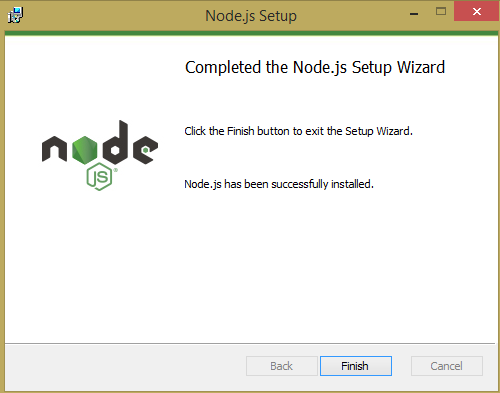 Node.js Setup
Completed the Node.js Setup Wizard
Click the Finish button to exit the Setup Wizard.
node
JS®
Node.js has been successfully installed.
Back Finish Cancel